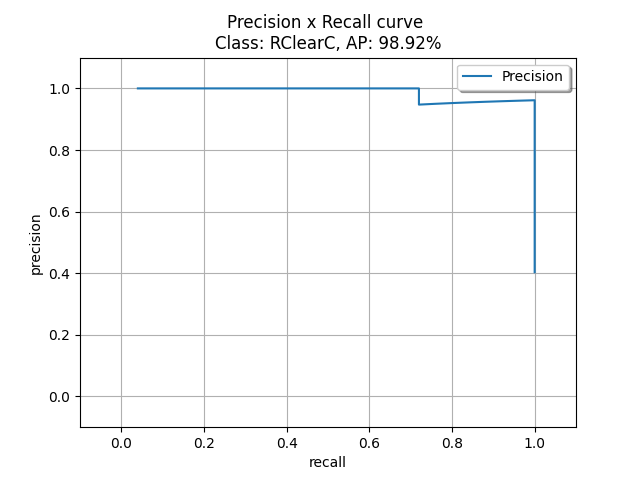 Precision x Recall curve
Class: RClearC, AP: 98.92%
Precision
1.0
0.8
0.6
0.4
0.2
0.0
precision
0.0 0.2 0.4 0.6 0.8 1.0
recall